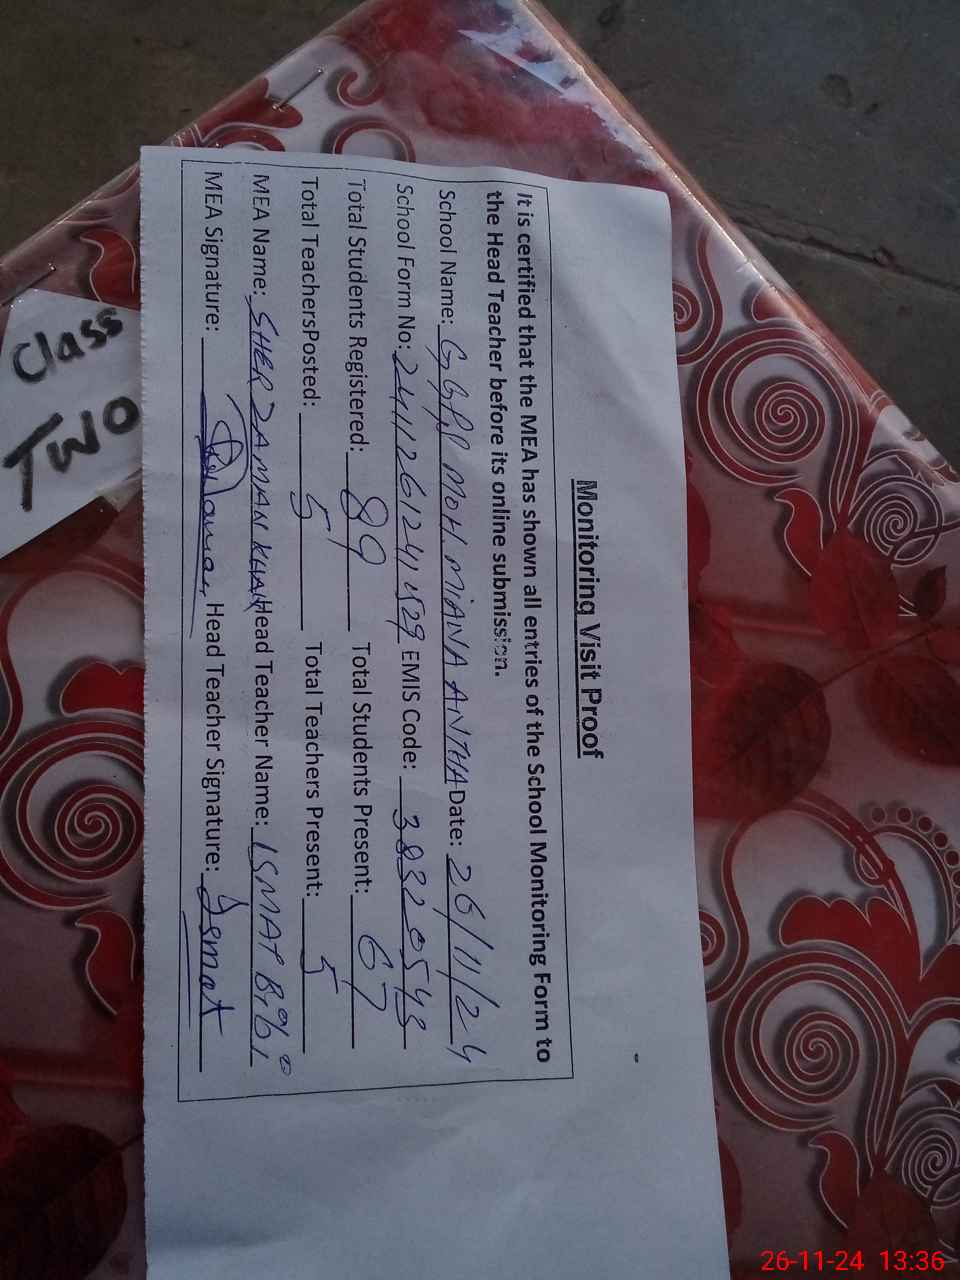 Monitoring Visit Proof
It is certified that the MEA has shown all entries of the School Monitoring Form to
the Head Teacher before its online submission.
School Name: GGPS MOH MIANA ANTHA Date: 26/11/24
School Form No: EMIS Code:
Total Students Registered: 89 Total Students Present: 67
Total TeachersPosted: 5 Total Teachers Present: 5
MEA Name: SHER ZAMAN KHAN Head Teacher Name: ISMAT Bibi
MEA Signature: Head Teacher Signature: Ismat
Class
TWO
26-11-24 13:36